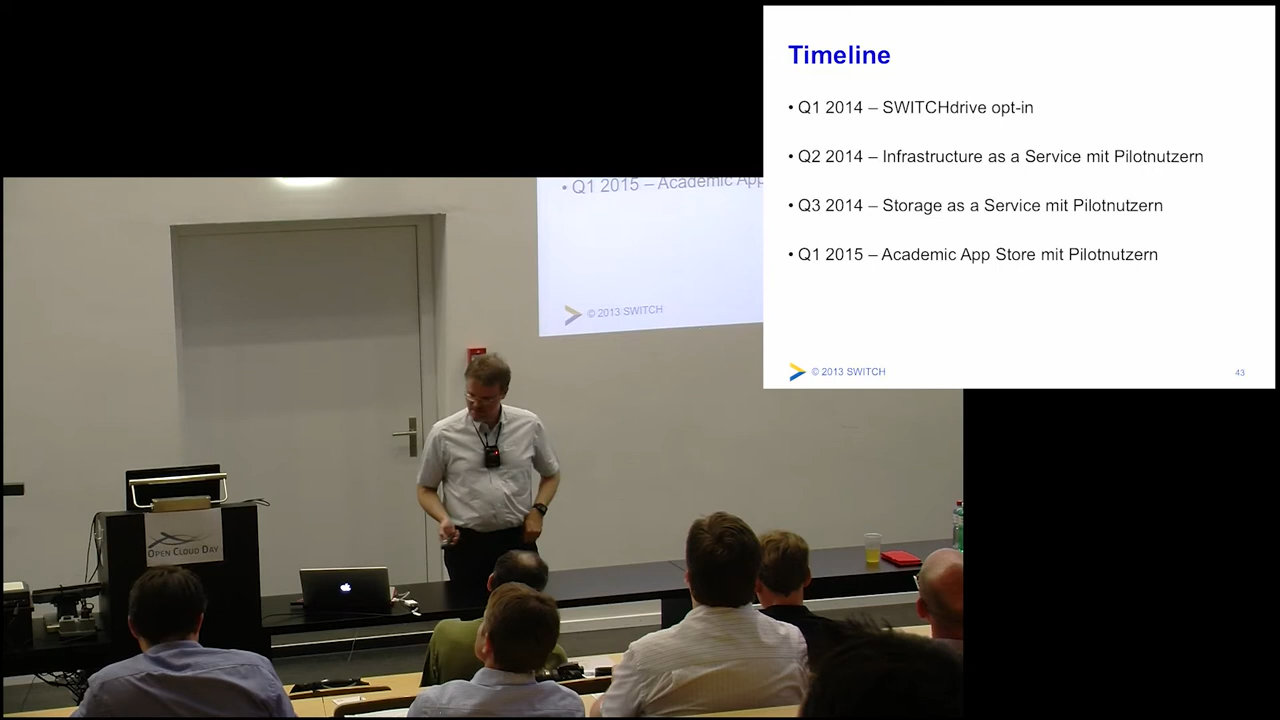 Timeline
• Q1 2014 – SWITCHdrive opt-in
• Q2 2014 – Infrastructure as a Service mit Pilotnutzern
• Q3 2014 – Storage as a Service mit Pilotnutzern
• Q1 2015 – Academic App Store mit Pilotnutzern
© 2013 SWITCH
43
• Q1 2015 – Academic App
© 2013 SWITCH
OPEN CLOUD DAY